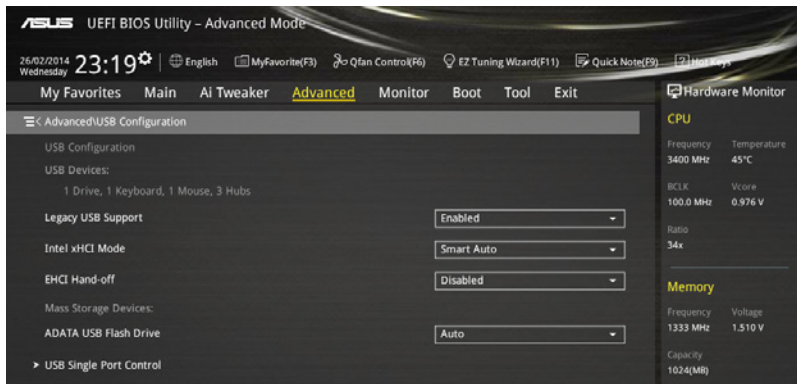 ASUS UEFI BIOS Utility – Advanced Mode
26/02/2014 Wednesday 23:19 English MyFavorite(F3) Qfan Control(F6) EZ Tuning Wizard(F11) Quick Note(F9) Hot Keys
My Favorites Main Ai Tweaker Advanced Monitor Boot Tool Exit
Advanced\USB Configuration
USB Configuration
USB Devices:
1 Drive, 1 Keyboard, 1 Mouse, 3 Hubs
Legacy USB Support Enabled
Intel xHCI Mode Smart Auto
EHCI Hand-off Disabled
Mass Storage Devices:
ADATA USB Flash Drive Auto
> USB Single Port Control
Hardware Monitor
CPU
Frequency Temperature
3400 MHz 45°C
BCLK Vcore
100.0 MHz 0.976 V
Ratio
34x
Memory
Frequency Voltage
1333 MHz 1.510 V
Capacity
1024(MB)